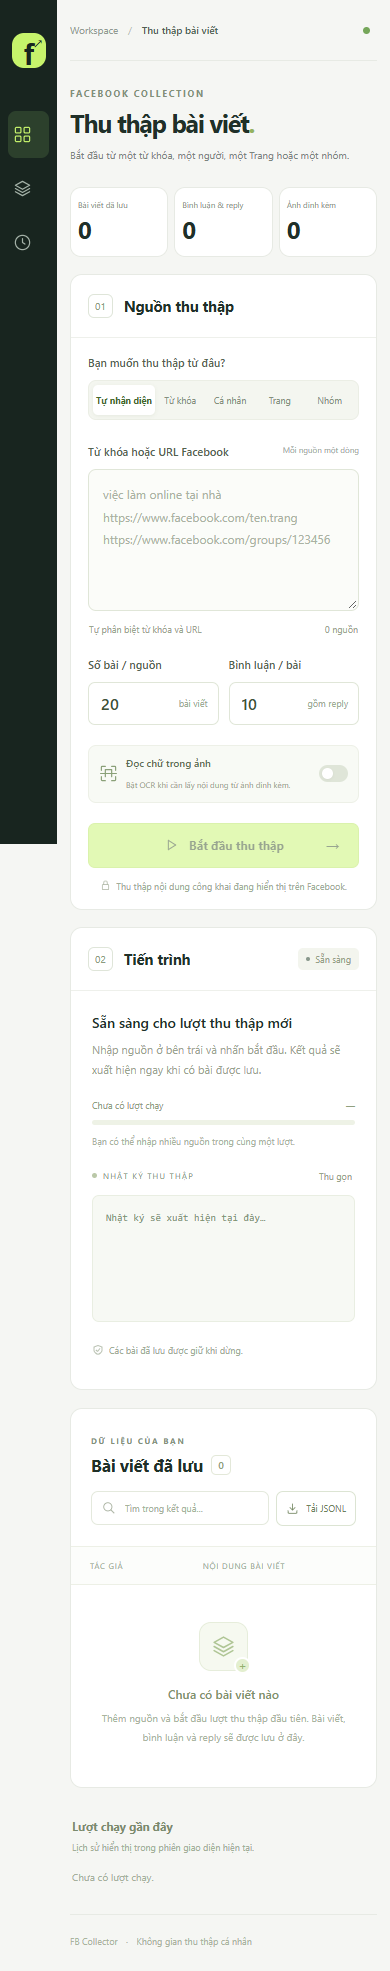 f
Workspace / Thu thập bài viết
FACEBOOK COLLECTION
Thu thập bài viết.
Bắt đầu từ một từ khóa, một người, một Trang hoặc một nhóm.
Bài viết đã lưu
0
Bình luận & reply
0
Ảnh đính kèm
0
01 Nguồn thu thập
Bạn muốn thu thập từ đâu?
Tự nhận diện Từ khóa Cá nhân Trang Nhóm
Từ khóa hoặc URL Facebook Mỗi nguồn một dòng
việc làm online tại nhà
https://www.facebook.com/ten.trang
https://www.facebook.com/groups/123456
Tự phân biệt từ khóa và URL 0 nguồn
Số bài / nguồn Bình luận / bài
20 bài viết 10 gồm reply
Đọc chữ trong ảnh
Bật OCR khi cần lấy nội dung từ ảnh đính kèm.
Bắt đầu thu thập →
Thu thập nội dung công khai đang hiển thị trên Facebook.
02 Tiến trình Sẵn sàng
Sẵn sàng cho lượt thu thập mới
Nhập nguồn ở bên trái và nhấn bắt đầu. Kết quả sẽ
xuất hiện ngay khi có bài được lưu.
Chưa có lượt chạy —
Bạn có thể nhập nhiều nguồn trong cùng một lượt.
NHẬT KÝ THU THẬP Thu gọn
Nhật ký sẽ xuất hiện tại đây…
Các bài đã lưu được giữ khi dừng.
DỮ LIỆU CỦA BẠN
Bài viết đã lưu 0
Tìm trong kết quả... Tải JSONL
TÁC GIẢ NỘI DUNG BÀI VIẾT
Chưa có bài viết nào
Thêm nguồn và bắt đầu lượt thu thập đầu tiên. Bài viết,
bình luận và reply sẽ được lưu ở đây.
Lượt chạy gần đây
Lịch sử hiển thị trong phiên giao diện hiện tại.
Chưa có lượt chạy.
FB Collector · Không gian thu thập cá nhân